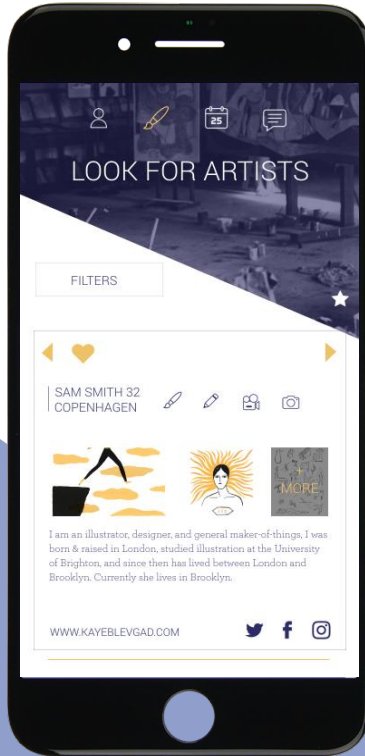 25
LOOK FOR ARTISTS
FILTERS
SAM SMITH 32
COPENHAGEN
+
MORE
I am an illustrator, designer, and general maker-of-things, I was
born & raised in London, studied illustration at the University
of Brighton, and since then has lived between London and
Brooklyn. Currently she lives in Brooklyn.
WWW.KAYEBLEVGAD.COM